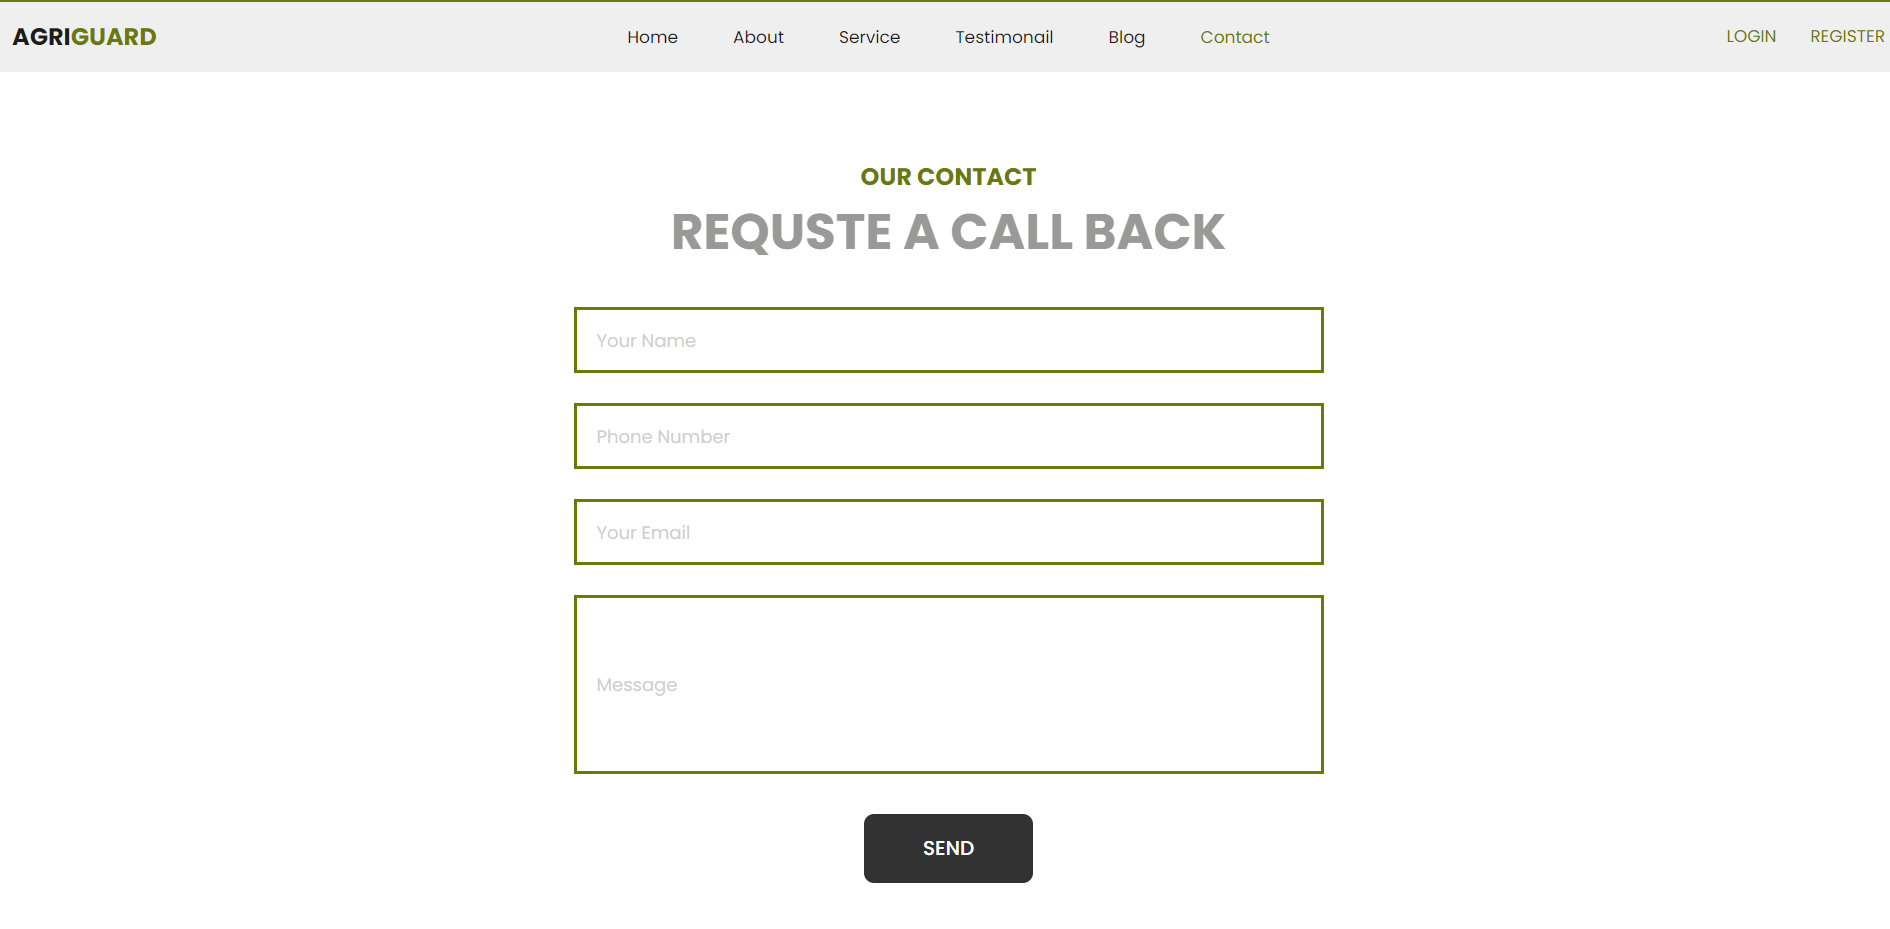 AGRIGUARD Home About Service Testimonail Blog Contact LOGIN REGISTER
OUR CONTACT
REQUSTE A CALL BACK
Your Name
Phone Number
Your Email
Message
SEND